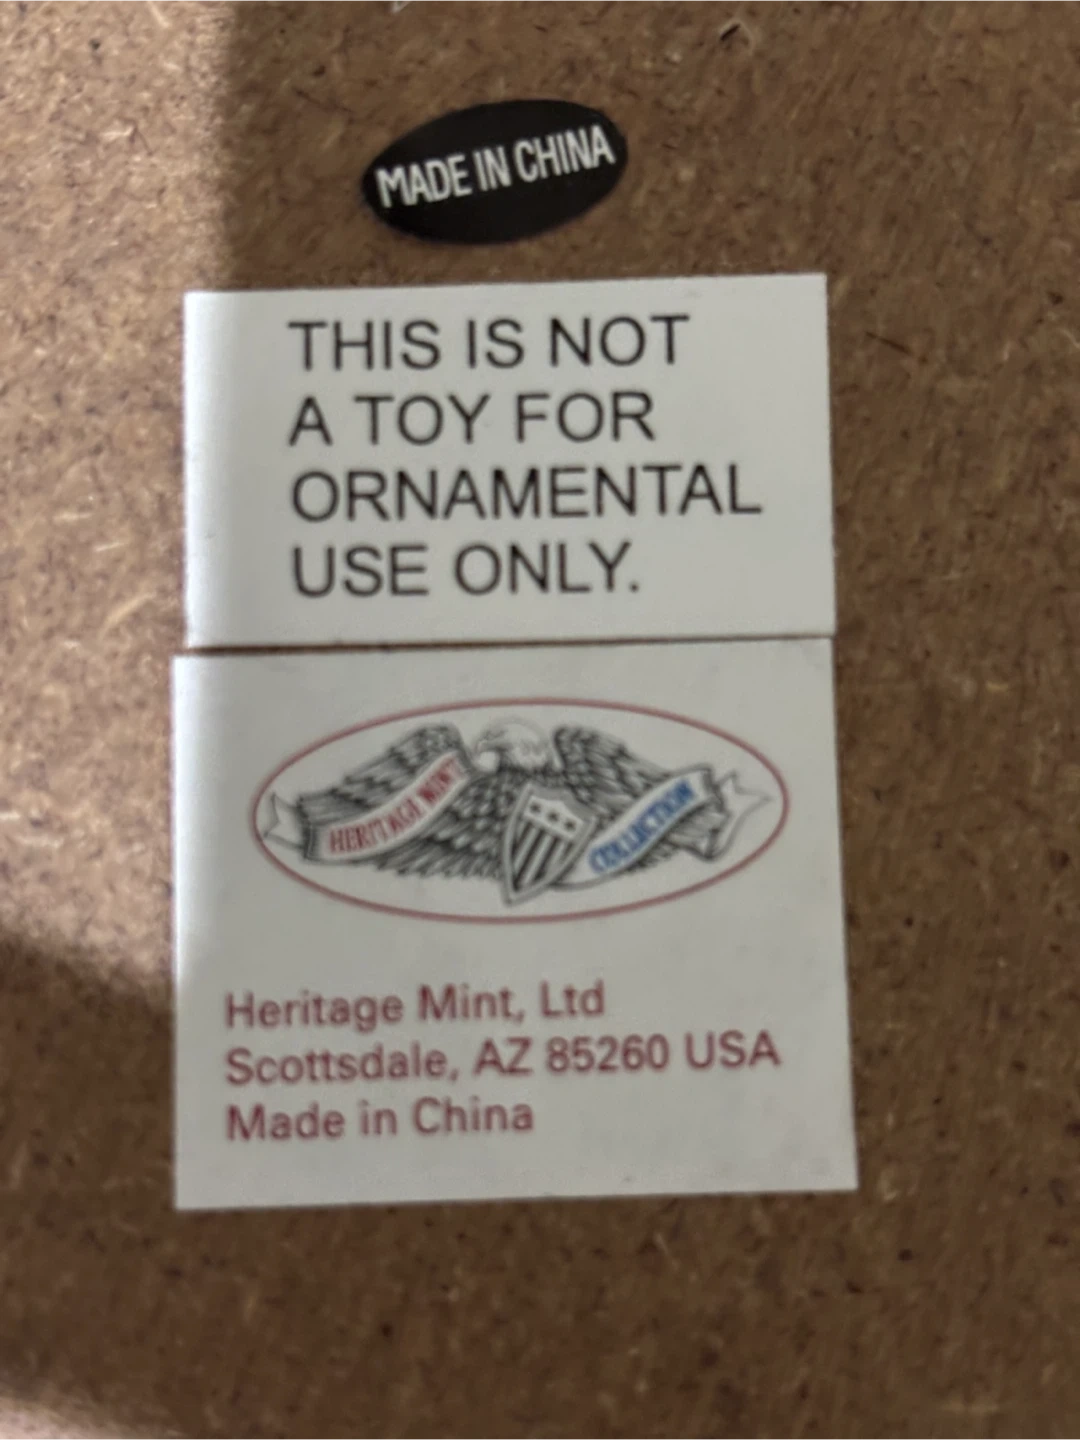 MADE IN CHINA
THIS IS NOT
A TOY FOR
ORNAMENTAL
USE ONLY.
HERITAGE MINT
COLLECTION
Heritage Mint, Ltd
Scottsdale, AZ 85260 USA
Made in China